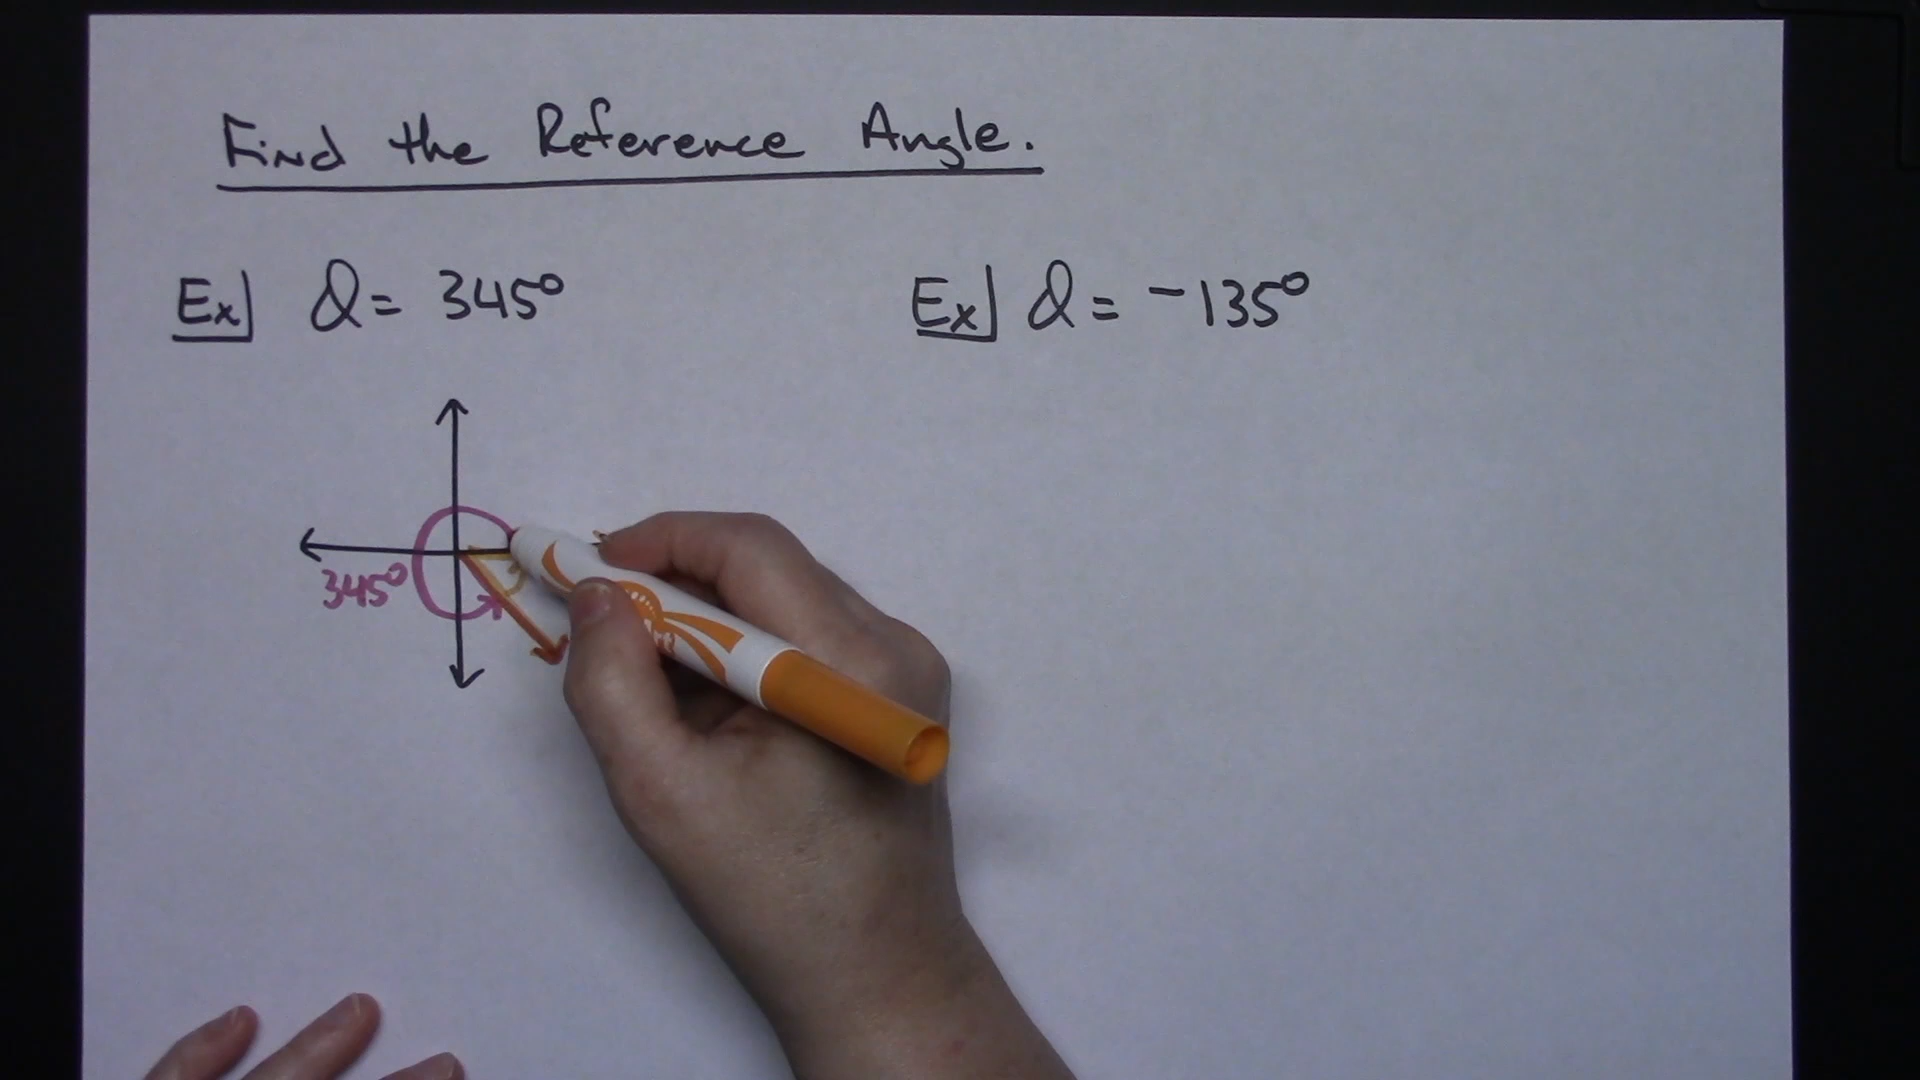 Find the Reference Angle.
Ex] θ = 345°
Ex] θ = -135°
345°